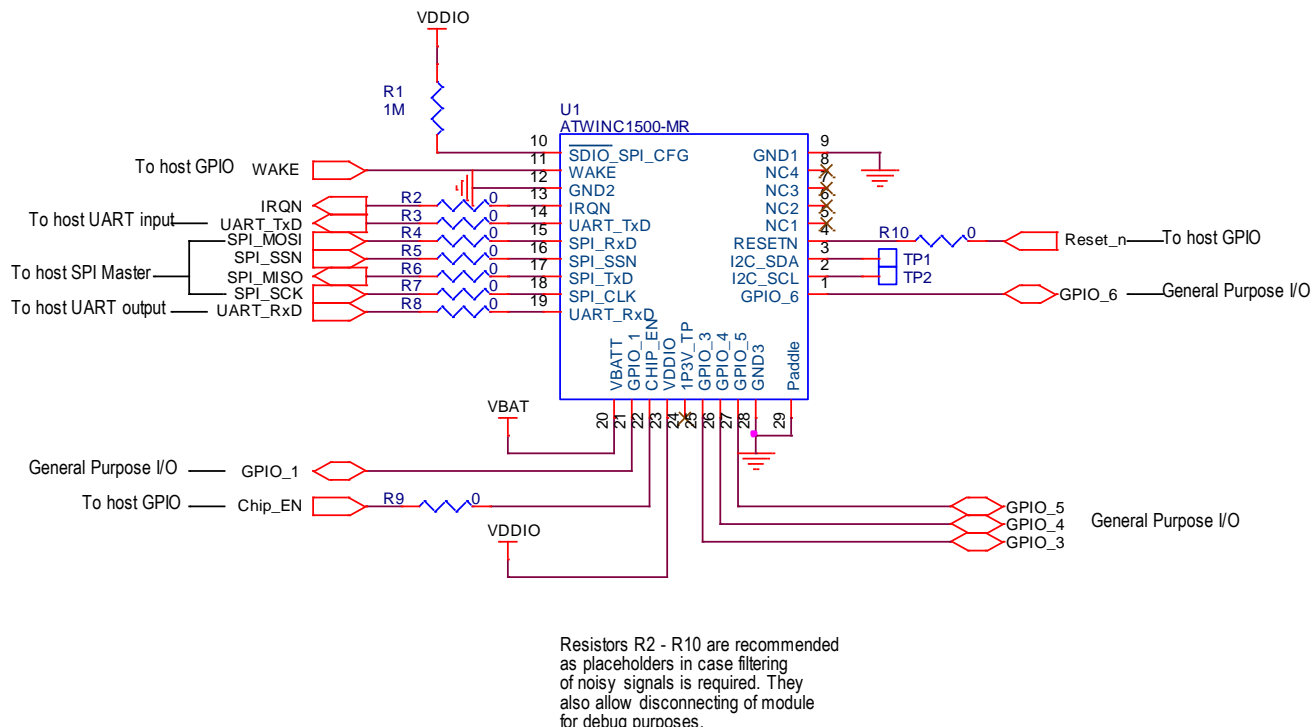 VDDIO
R1
1M
U1
ATWINC1500-MR
10
SDIO_SPI_CFG
GND1
9
To host GPIO
WAKE
11
WAKE
NC4
8
12
GND2
NC3
7
IRQN
R2
0
13
IRQN
NC2
6
To host UART input
UART_TxD
R3
0
14
UART_TxD
NC1
5
SPI_MOSI
R4
0
15
SPI_RxD
RESETN
4
R10
0
Reset_n
To host GPIO
SPI_SSN
R5
0
16
SPI_SSN
I2C_SDA
3
TP1
To host SPI Master
SPI_MISO
R6
0
17
SPI_TxD
I2C_SCL
2
TP2
SPI_SCK
R7
0
18
SPI_CLK
GPIO_6
1
GPIO_6
General Purpose I/O
To host UART output
UART_RxD
R8
0
19
UART_RxD
VBATT
GPIO_1
CHIP_EN
VDDIO
1P3V_TP
GPIO_3
GPIO_4
GPIO_5
GND3
Paddle
20
21
22
23
24
25
26
27
28
29
VBAT
General Purpose I/O
GPIO_1
To host GPIO
Chip_EN
R9
0
VDDIO
GPIO_5
GPIO_4
General Purpose I/O
GPIO_3
Resistors R2 - R10 are recommended
as placeholders in case filtering
of noisy signals is required. They
also allow disconnecting of module
for debug purposes.